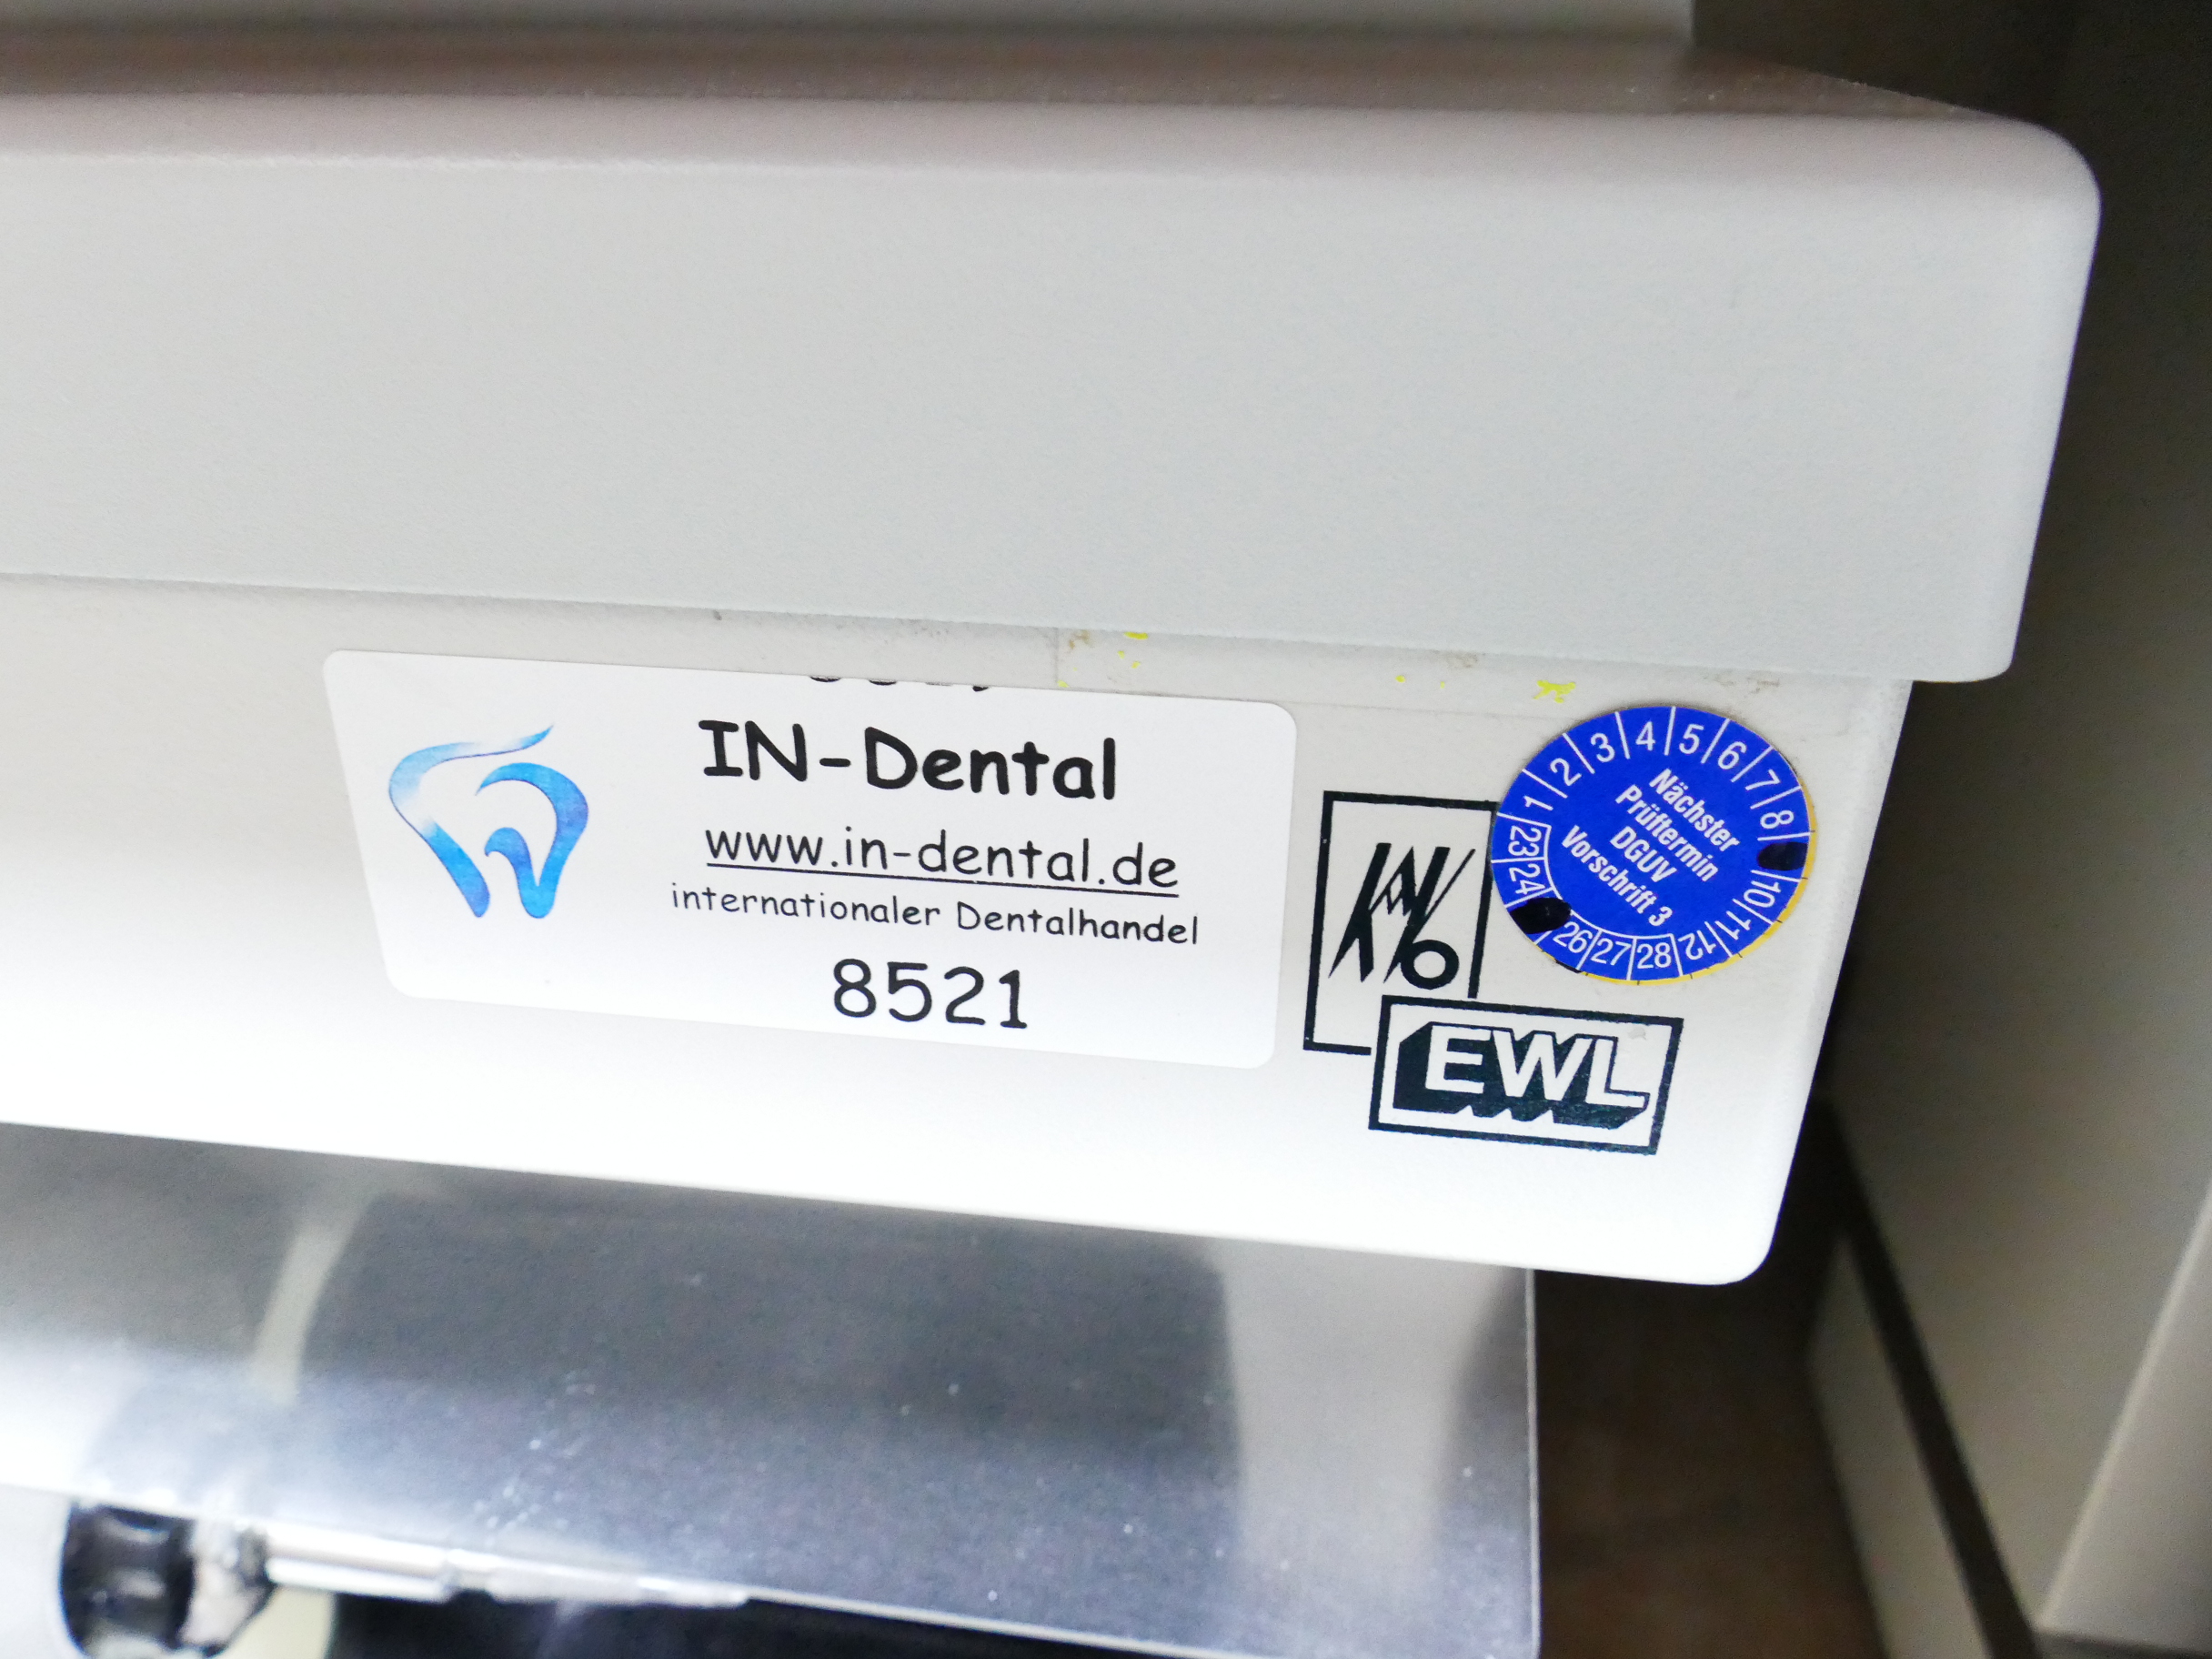 IN-Dental
www.in-dental.de
internationaler Dentalhandel
8521
KAVo
EWL
1 2 3 4 5 6 7 8 10 11 12
23 24 26 27 28
Nächster
Prüftermin
DGUV
Vorschrift 3